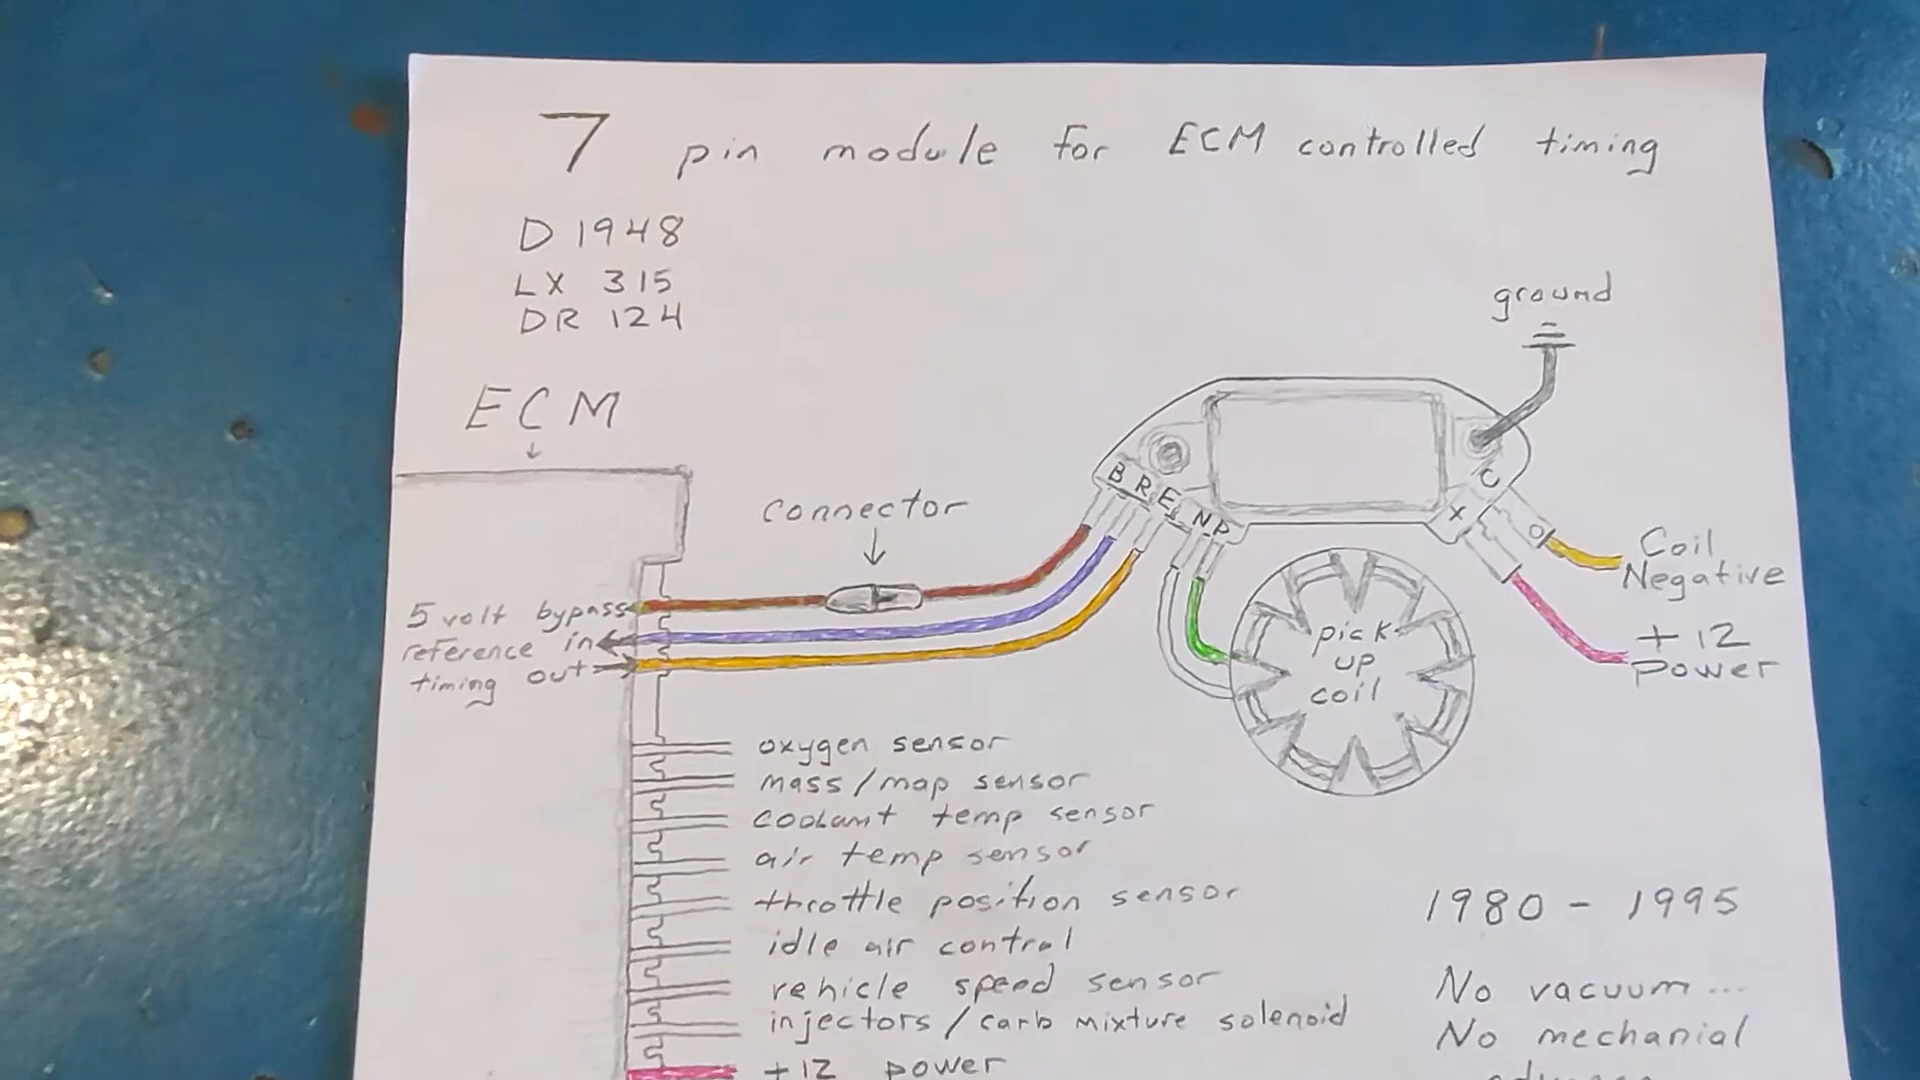 7 pin module for ECM controlled timing
D 1948
LX 315
DR 124
ECM
ground
connector
B R E N P
C
X
Coil
Negative
+12
power
pick
up
coil
5 volt bypass
reference in
timing out
oxygen sensor
mass/map sensor
coolant temp sensor
air temp sensor
throttle position sensor
idle air control
vehicle speed sensor
injectors/carb mixture solenoid
+12 power
1980 - 1995
No vacuum...
No mechanial